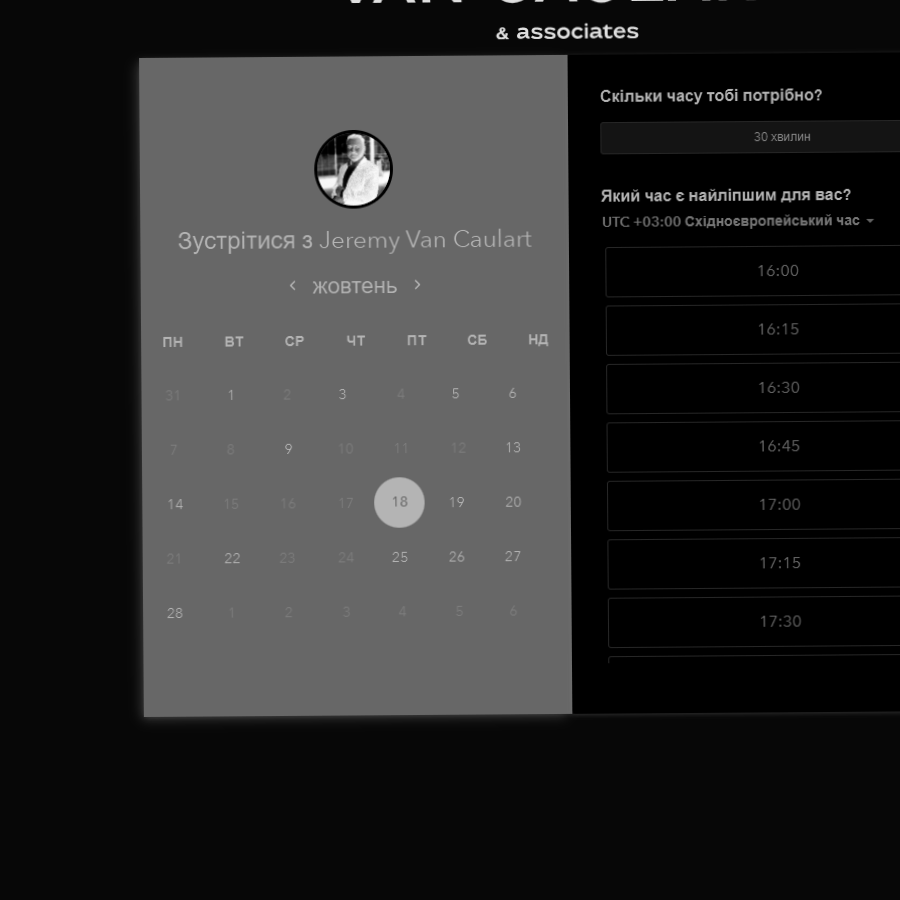 & associates
Зустрітися з Jeremy Van Caulart
жовтень
ПН ВТ СР ЧТ ПТ СБ НД
31 1 2 3 4 5 6
7 8 9 10 11 12 13
14 15 16 17 18 19 20
21 22 23 24 25 26 27
28 1 2 3 4 5 6
Скільки часу тобі потрібно?
30 хвилин
Який час є найліпшим для вас?
UTC +03:00 Східноєвропейський час
16:00
16:15
16:30
16:45
17:00
17:15
17:30